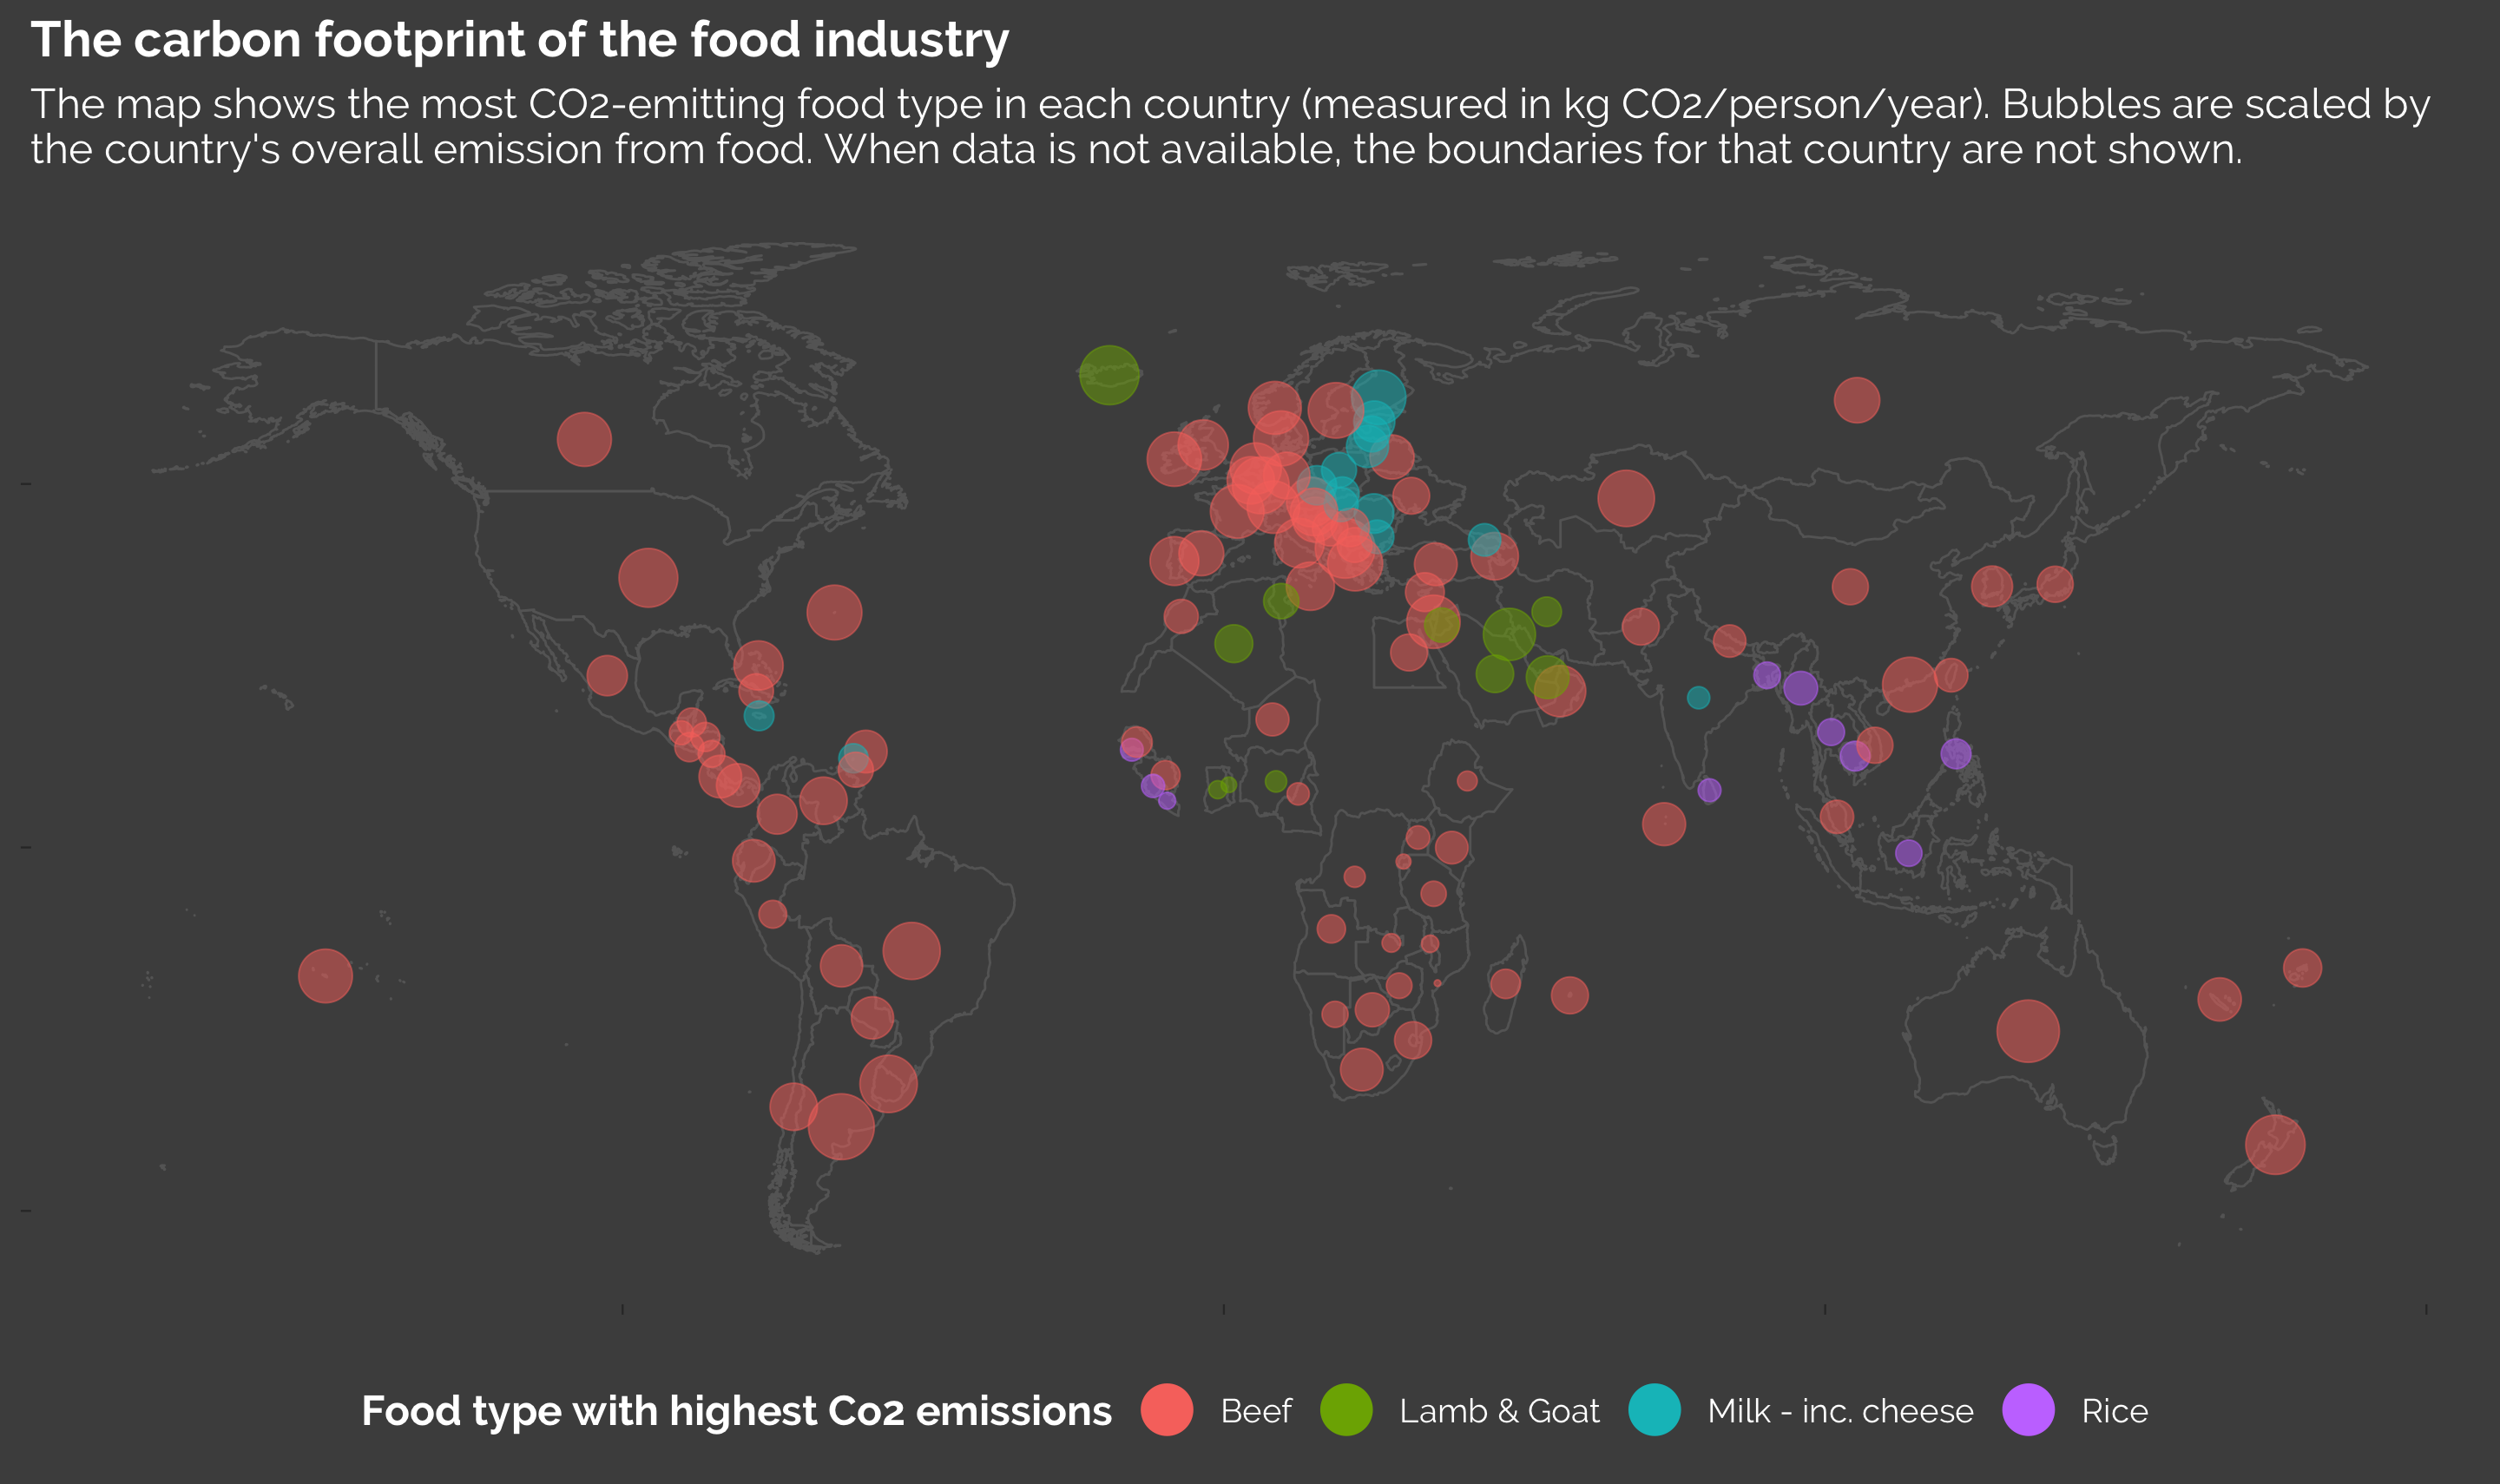 The carbon footprint of the food industry
The map shows the most CO2-emitting food type in each country (measured in kg CO2/person/year). Bubbles are scaled by
the country's overall emission from food. When data is not available, the boundaries for that country are not shown.
Food type with highest Co2 emissions Beef Lamb & Goat Milk - inc. cheese Rice